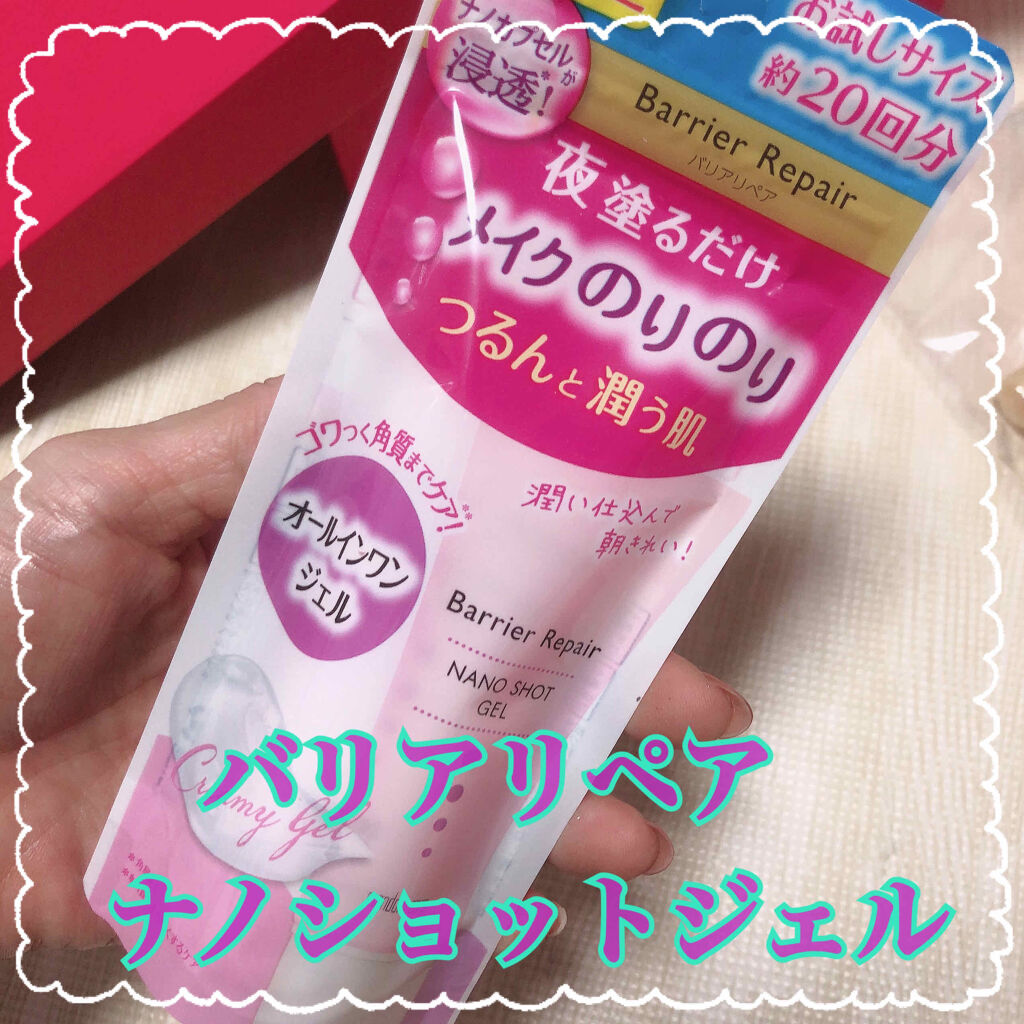 ナノカプセルが
浸透*!
お試しサイズ
約20回分
Barrier Repair
バリアリペア
夜塗るだけ
メイクのりのり
つるんと潤う肌
ゴワつく角質までケア!**
オールインワン
ジェル
潤い仕込んで
朝きれい!
Barrier Repair
NANO SHOT
GEL
Creamy Gel
バリアリペア
ナノショットジェル